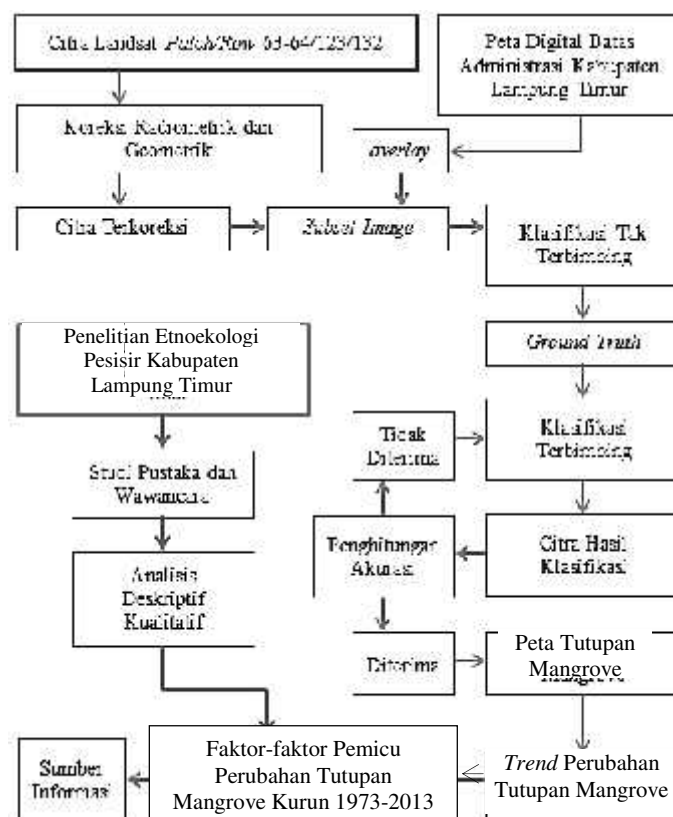 Citra Landsat Patch/Row 63-64/123/132
Peta Digital Batas
Administrasi Kabupaten
Lampung Timur
Koreksi Radiometrik dan
Geometrik
overlay
Citra Terkoreksi
Subset Image
Klasifikasi Tak
Terbimbing
Ground Truth
Penelitian Etnoekologi
Pesisir Kabupaten
Lampung Timur
Tidak
Diterima
Klasifikasi
Terbimbing
Studi Pustaka dan
Wawancara
Penghitungan
Akurasi
Citra Hasil
Klasifikasi
Analisis
Deskriptif
Kualitatif
Diterima
Peta Tutupan
Mangrove
Sumber
Informasi
Faktor-faktor Pemicu
Perubahan Tutupan
Mangrove Kurun 1973-2013
Trend Perubahan
Tutupan Mangrove